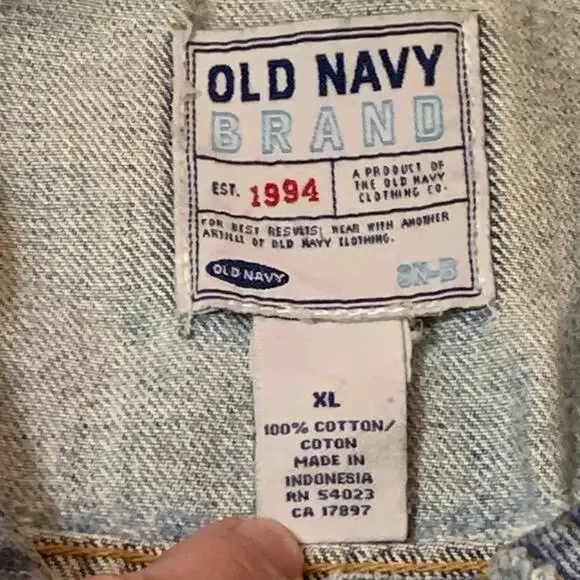 OLD NAVY
BRAND
EST. 1994
A PRODUCT OF
THE OLD NAVY
CLOTHING CO.
FOR BEST RESULTS: WEAR WITH ANOTHER
ARTICLE OF OLD NAVY CLOTHING.
OLD NAVY
XL
100% COTTON/
COTON
MADE IN
INDONESIA
RN 54023
CA 17897